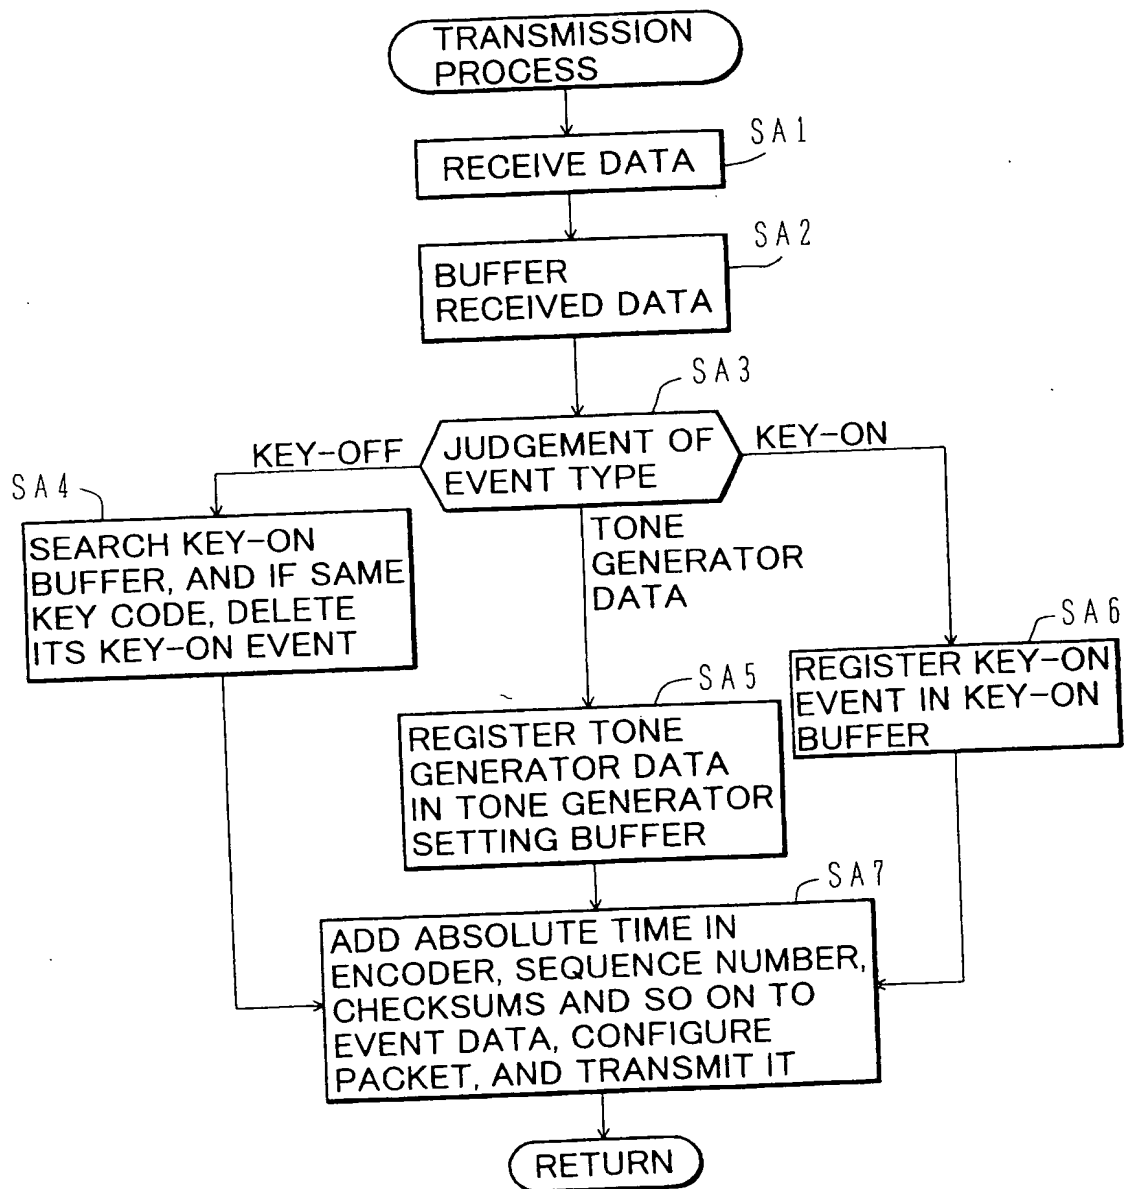 TRANSMISSION
PROCESS
SA1
RECEIVE DATA
SA2
BUFFER
RECEIVED DATA
SA3
JUDGEMENT OF
EVENT TYPE
KEY-OFF
KEY-ON
TONE
GENERATOR
DATA
SA4
SEARCH KEY-ON
BUFFER, AND IF SAME
KEY CODE, DELETE
ITS KEY-ON EVENT
SA5
REGISTER TONE
GENERATOR DATA
IN TONE GENERATOR
SETTING BUFFER
SA6
REGISTER KEY-ON
EVENT IN KEY-ON
BUFFER
SA7
ADD ABSOLUTE TIME IN
ENCODER, SEQUENCE NUMBER,
CHECKSUMS AND SO ON TO
EVENT DATA, CONFIGURE
PACKET, AND TRANSMIT IT
RETURN